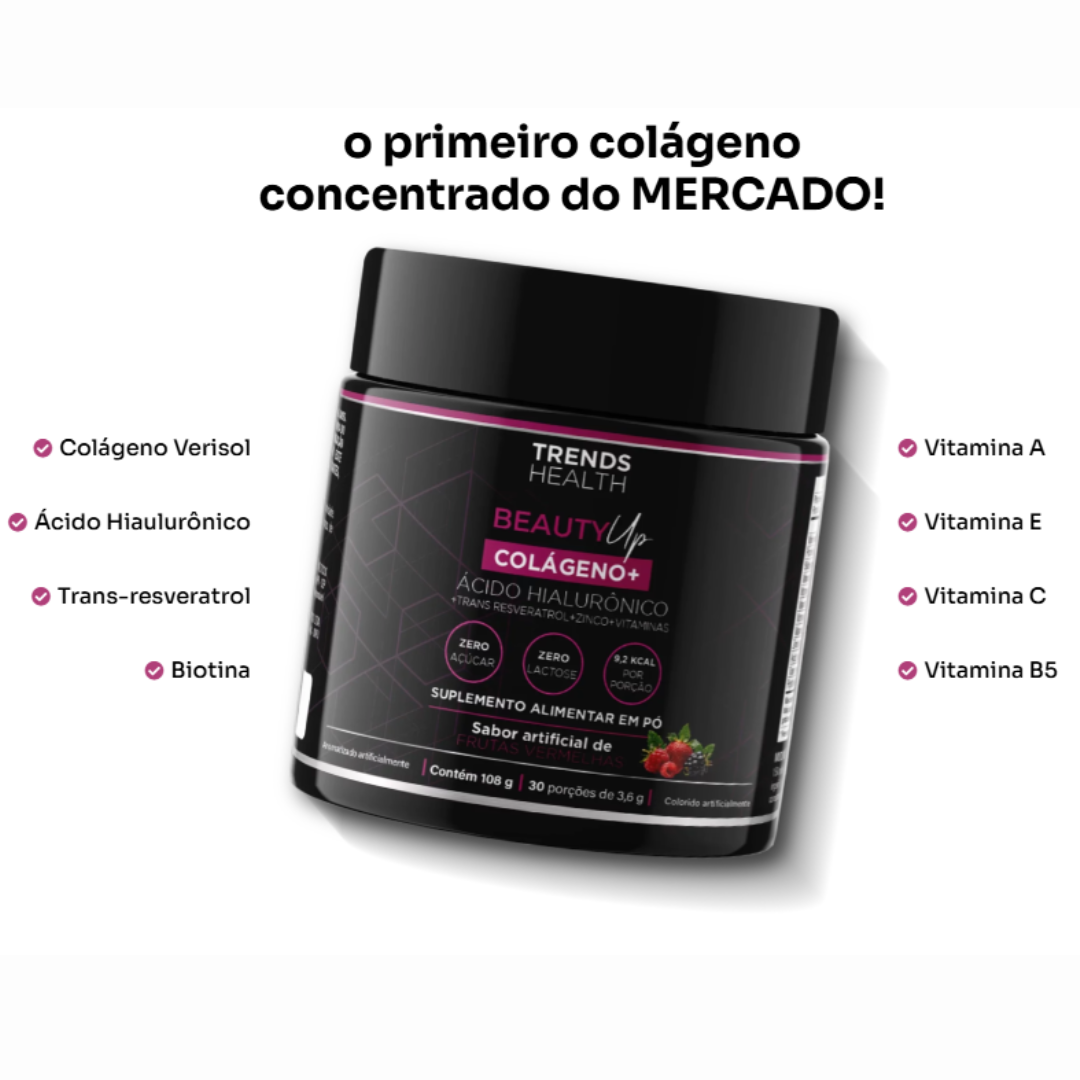 o primeiro colágeno
concentrado do MERCADO!
Colágeno Verisol
Ácido Hiaulurônico
Trans-resveratrol
Biotina
TRENDS
HEALTH
BEAUTY Up
COLÁGENO+
ÁCIDO HIALURÔNICO
+TRANS RESVERATROL+ZINCO+VITAMINAS
ZERO
AÇÚCAR
ZERO
LACTOSE
9,2 KCAL
POR
PORÇÃO
SUPLEMENTO ALIMENTAR EM PÓ
Sabor artificial de
FRUTAS VERMELHAS
Aromatizado artificialmente
Contém 108 g
30 porções de 3,6 g
Colorido artificialmente
Vitamina A
Vitamina E
Vitamina C
Vitamina B5